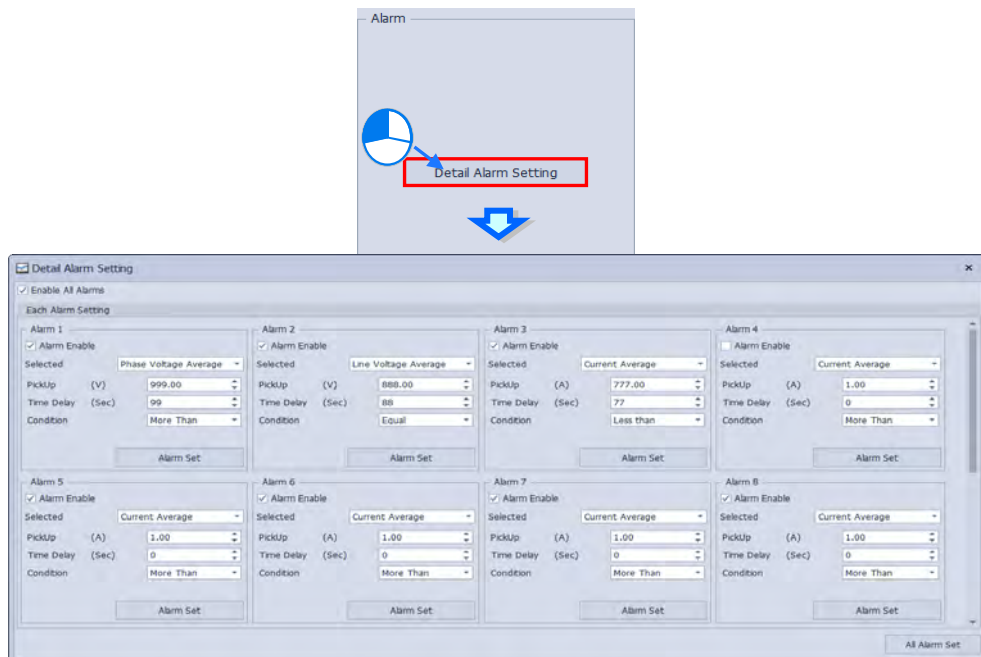 Alarm
Detail Alarm Setting
Detail Alarm Setting
Enable All Alarms
Each Alarm Setting
Alarm 1 Alarm 2 Alarm 3 Alarm 4
Alarm Enable Alarm Enable Alarm Enable Alarm Enable
Selected Phase Voltage Average Selected Line Voltage Average Selected Current Average Selected Current Average
PickUp (V) 999.00 PickUp (V) 888.00 PickUp (A) 777.00 PickUp (A) 1.00
Time Delay (Sec) 99 Time Delay (Sec) 88 Time Delay (Sec) 77 Time Delay (Sec) 0
Condition More Than Condition Equal Condition Less than Condition More Than
Alarm Set Alarm Set Alarm Set Alarm Set
Alarm 5 Alarm 6 Alarm 7 Alarm 8
Alarm Enable Alarm Enable Alarm Enable Alarm Enable
Selected Current Average Selected Current Average Selected Current Average Selected Current Average
PickUp (A) 1.00 PickUp (A) 1.00 PickUp (A) 1.00 PickUp (A) 1.00
Time Delay (Sec) 0 Time Delay (Sec) 0 Time Delay (Sec) 0 Time Delay (Sec) 0
Condition More Than Condition More Than Condition More Than Condition More Than
Alarm Set Alarm Set Alarm Set Alarm Set
All Alarm Set